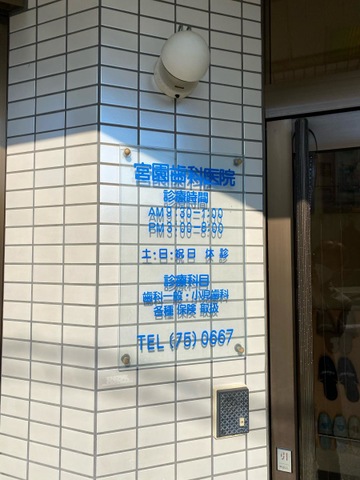 宮園歯科医院
診療時間
AM 9:30-1:00
PM 3:00-8:00
土:日:祝日 休 診
診療科目
歯科一般:小児歯科
各種 保険 取扱
TEL (75) 0667